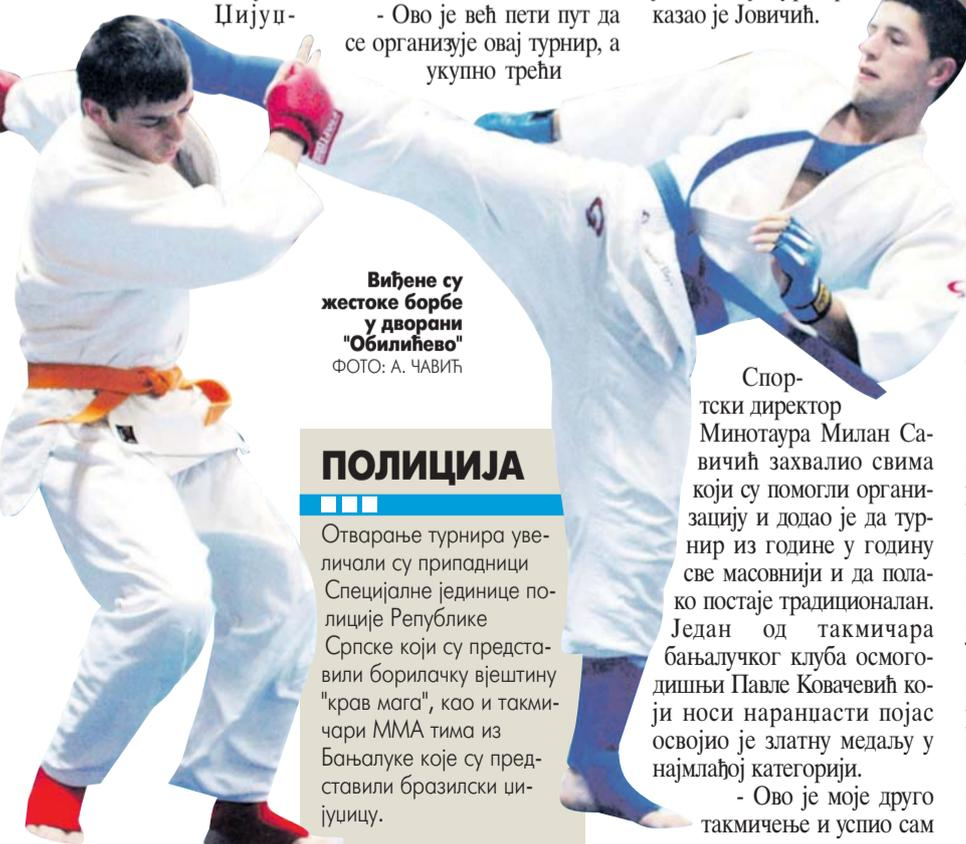 Џијуџ-
- Ово је већ пети пут да
се организује овај турнир, а
укупно трећи
казао је Јовичић.
Виђене су
жестоке борбе
у дворани
"Обилићево"
ФОТО: А. ЧАВИЋ
ПОЛИЦИЈА
Отварање турнира уве-
личали су припадници
Специјалне јединице по-
лиције Републике
Српске који су предста-
вили борилачку вјештину
"крав мага", као и такми-
чари ММА тима из
Бањалуке које су пред-
ставили бразилски џи-
јуџицу.
Спор-
тски директор
Минотаура Милан Са-
вичић захвалио свима
који су помогли органи-
зацију и додао је да тур-
нир из године у годину
све масовнији и да пола-
ко постаје традиционалан.
Један од такмичара
бањалучког клуба осмого-
дишњи Павле Ковачевић ко-
ји носи наранџасти појас
освојио је златну медаљу у
најмлађој категорији.
- Ово је моје друго
такмичење и успио сам